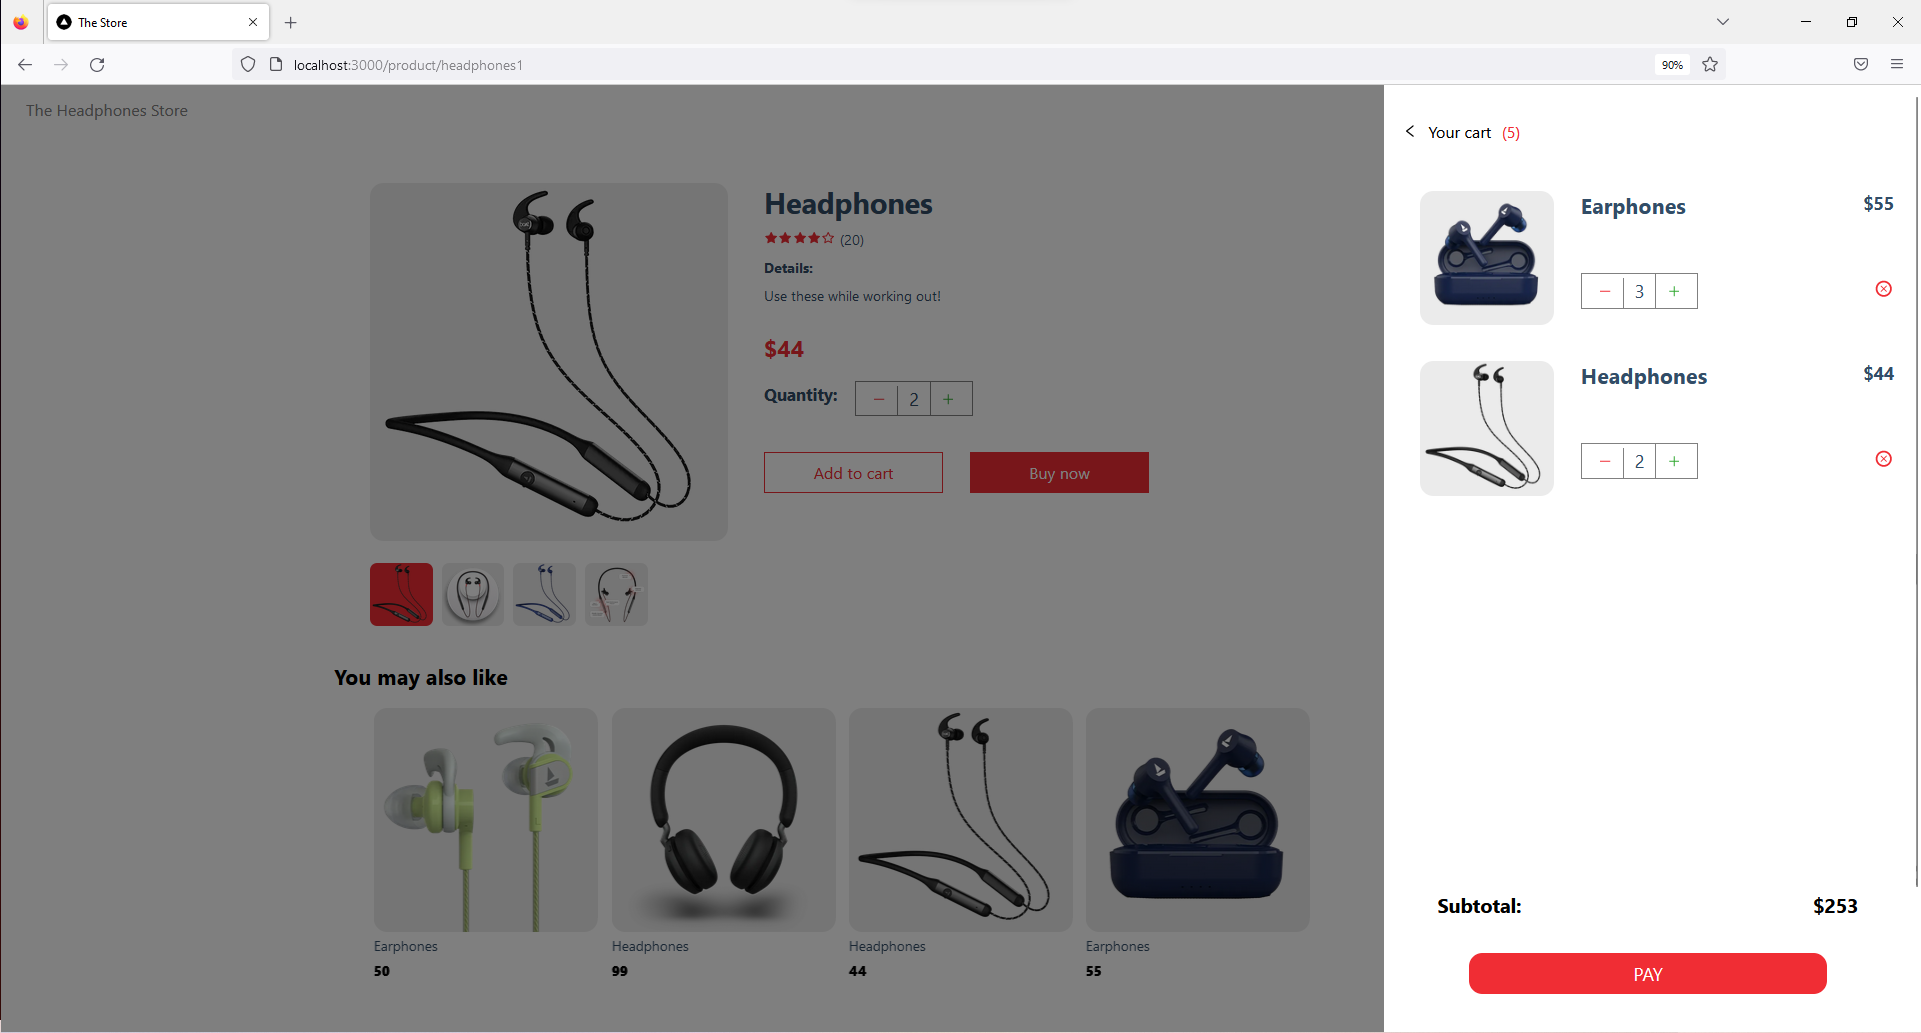 The Store
localhost:3000/product/headphones1
90%
The Headphones Store
Headphones
(20)
Details:
Use these while working out!
$44
Quantity:
− 2 +
Add to cart
Buy now
You may also like
Earphones
50
Headphones
99
Headphones
44
Earphones
55
Your cart (5)
Earphones
$55
− 3 +
Headphones
$44
− 2 +
Subtotal:
$253
PAY